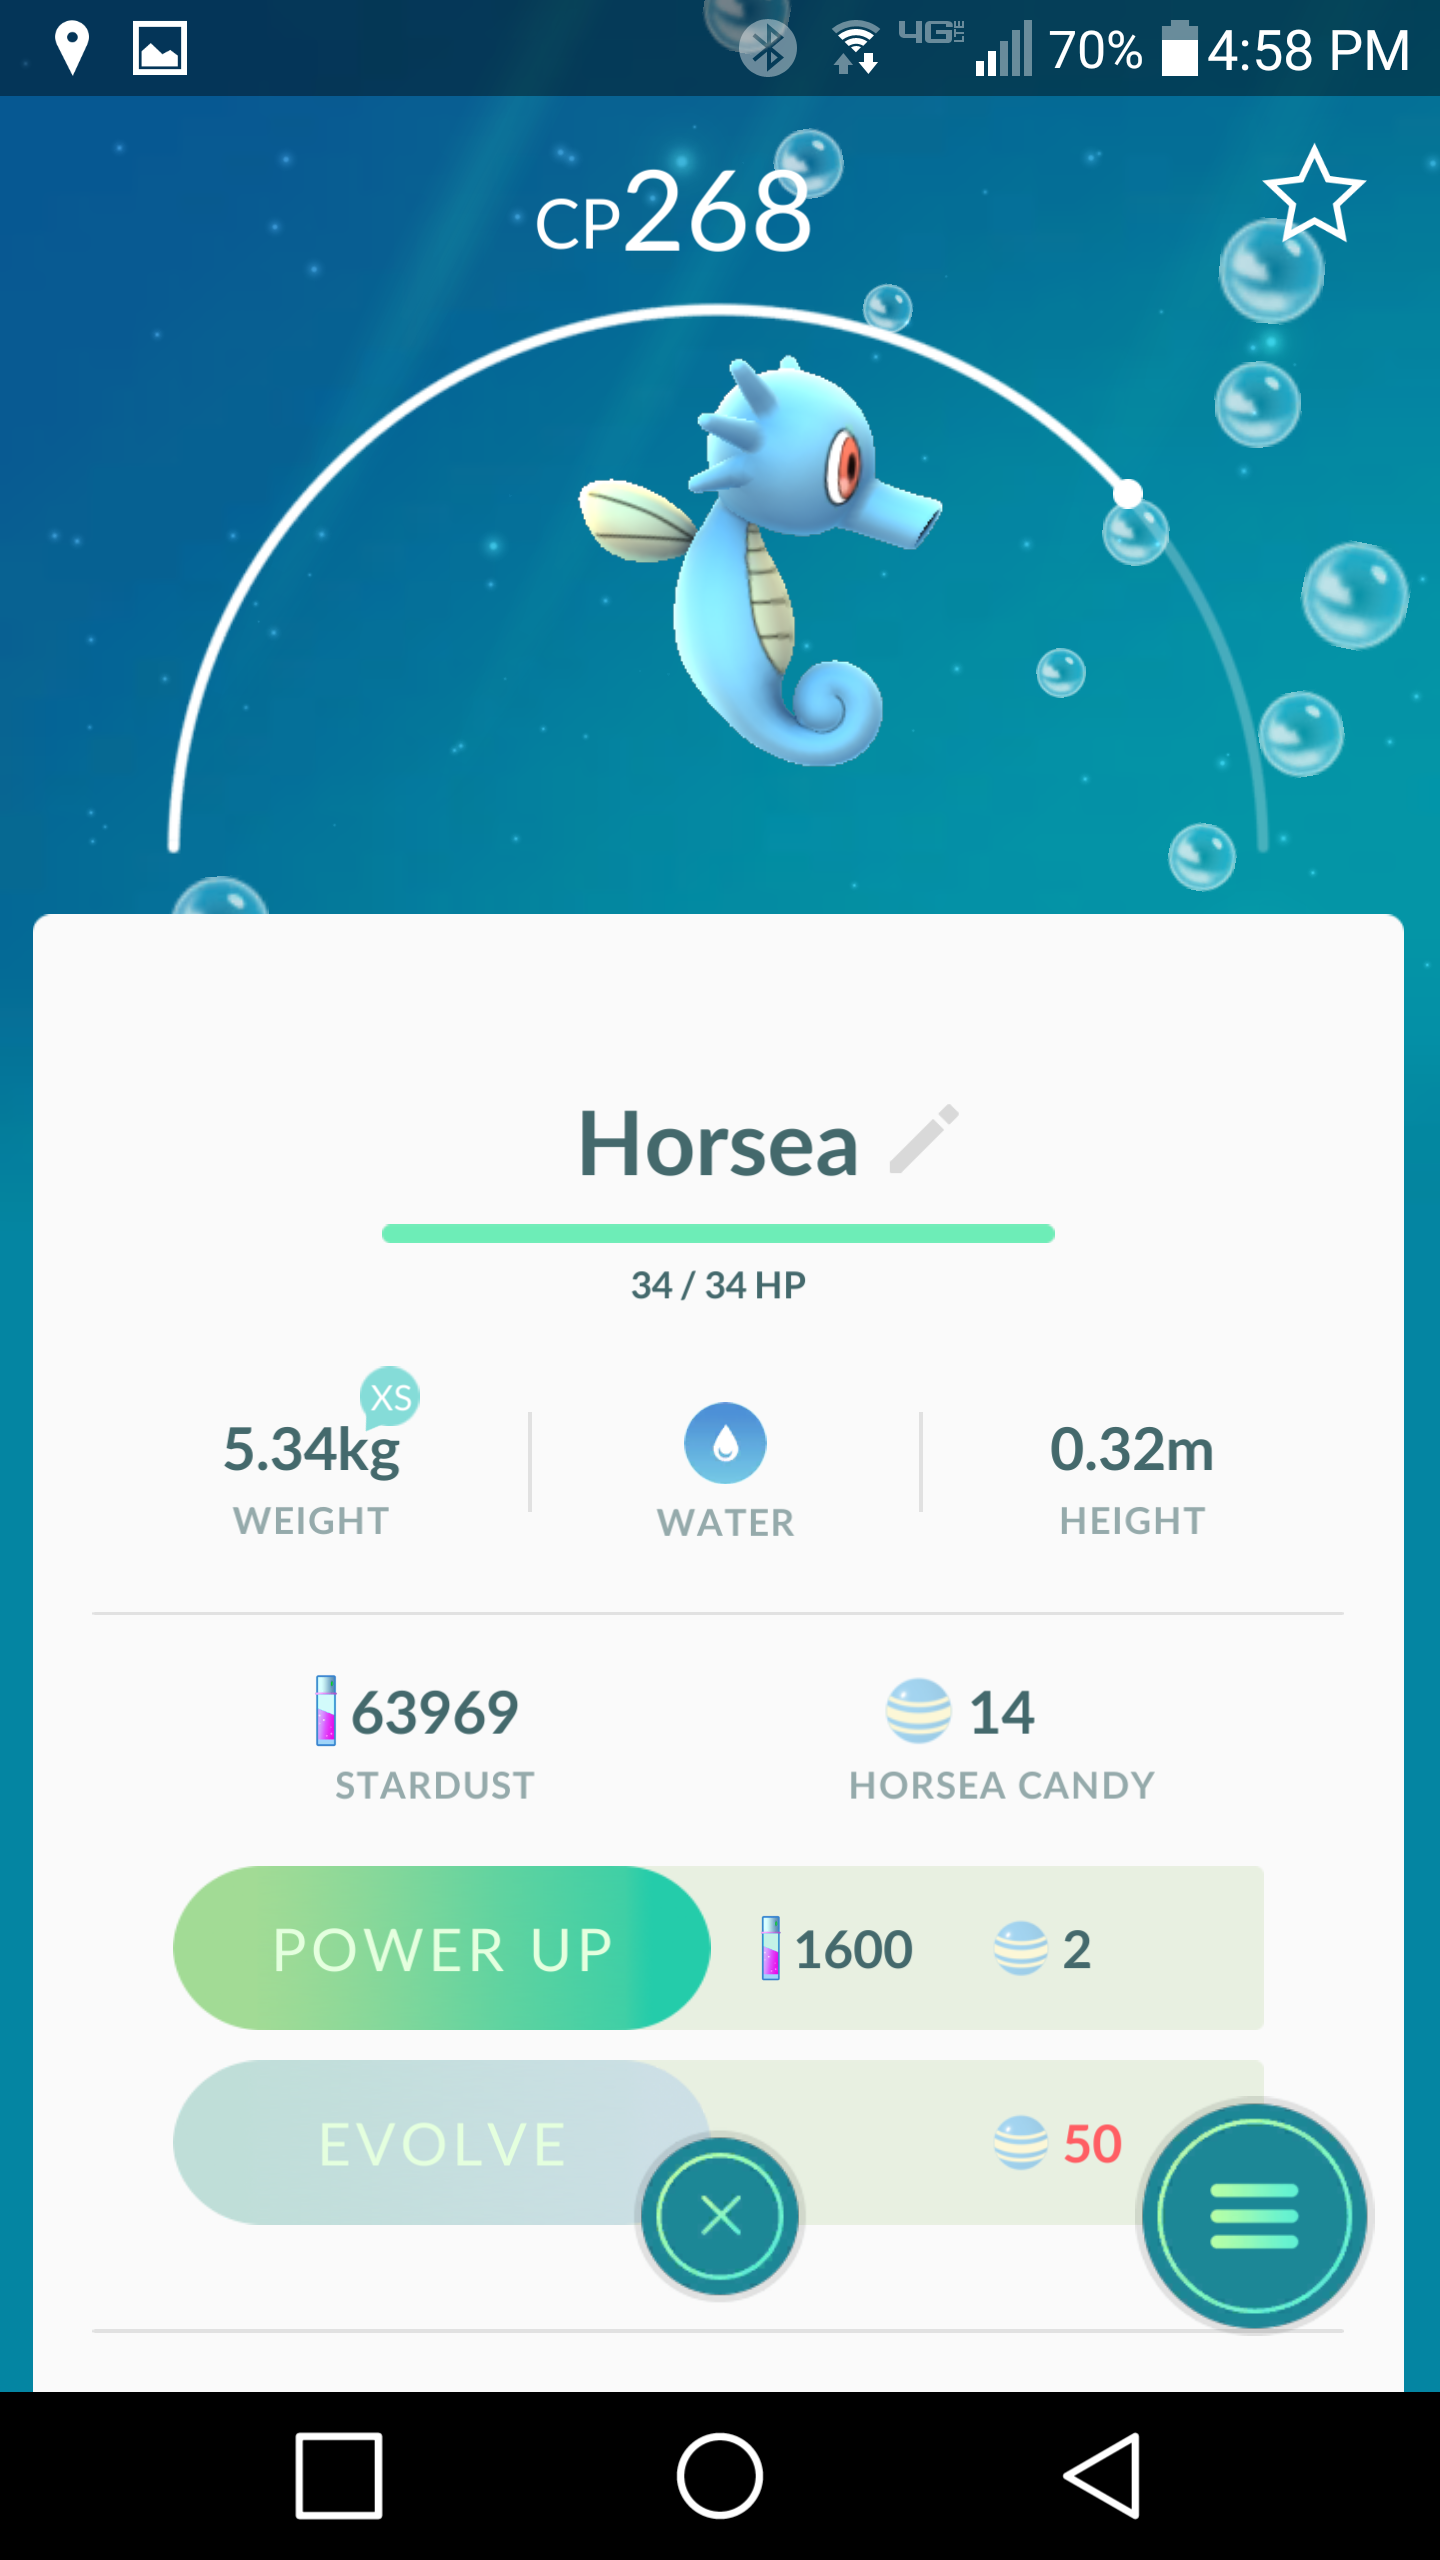 4G LTE 70% 4:58 PM
CP268
Horsea
34 / 34 HP
XS
5.34kg
WEIGHT
WATER
0.32m
HEIGHT
63969
STARDUST
14
HORSEA CANDY
POWER UP 1600 2
EVOLVE 50